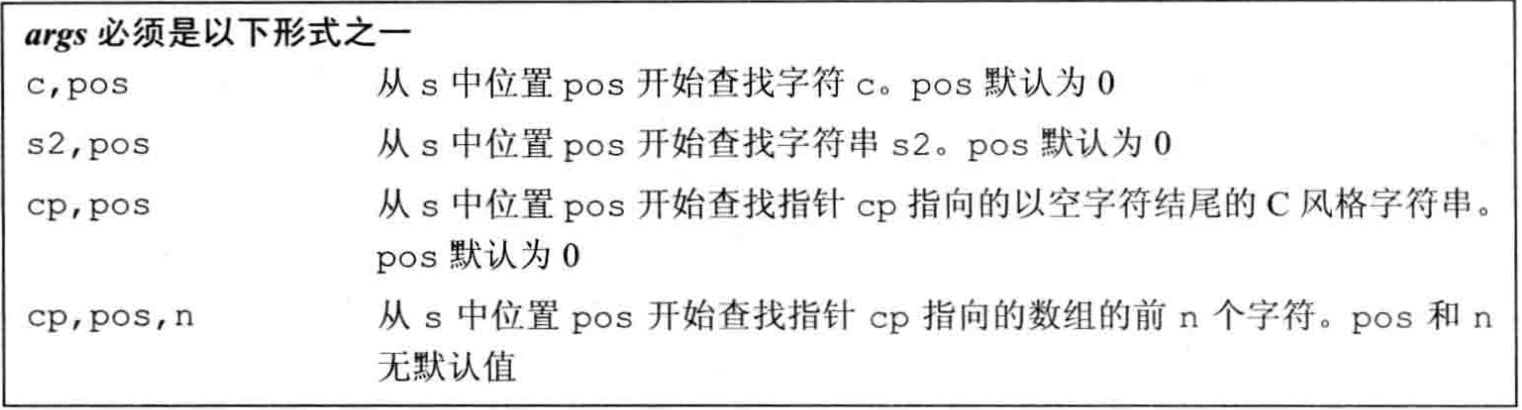 args 必须是以下形式之一
c,pos 从 s 中位置 pos 开始查找字符 c。pos 默认为 0
s2,pos 从 s 中位置 pos 开始查找字符串 s2。pos 默认为 0
cp,pos 从 s 中位置 pos 开始查找指针 cp 指向的以空字符结尾的 C 风格字符串。
pos 默认为 0
cp,pos,n 从 s 中位置 pos 开始查找指针 cp 指向的数组的前 n 个字符。pos 和 n
无默认值